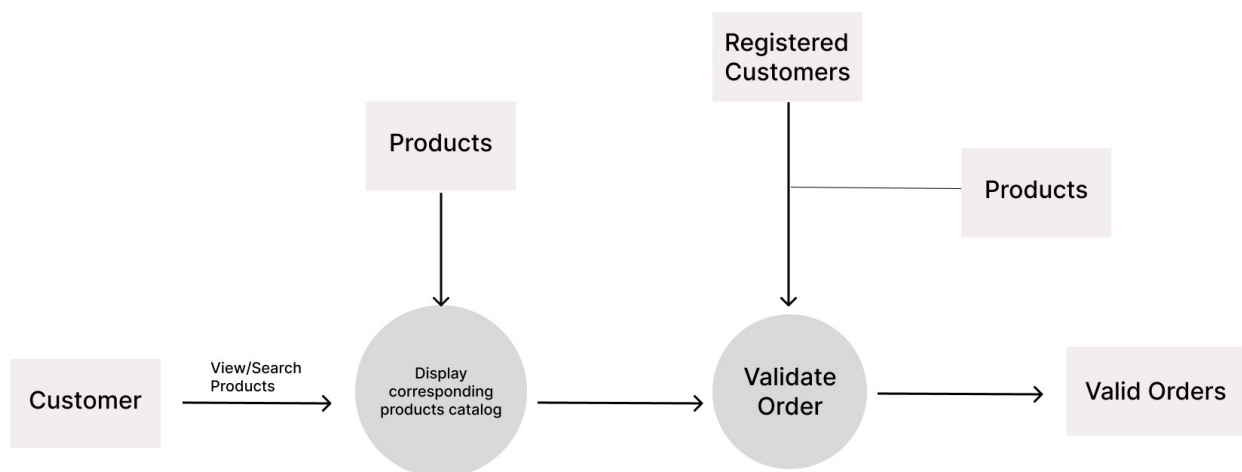 Registered
Customers
Products
Products
View/Search
Products
Customer
Display
corresponding
products catalog
Validate
Order
Valid Orders